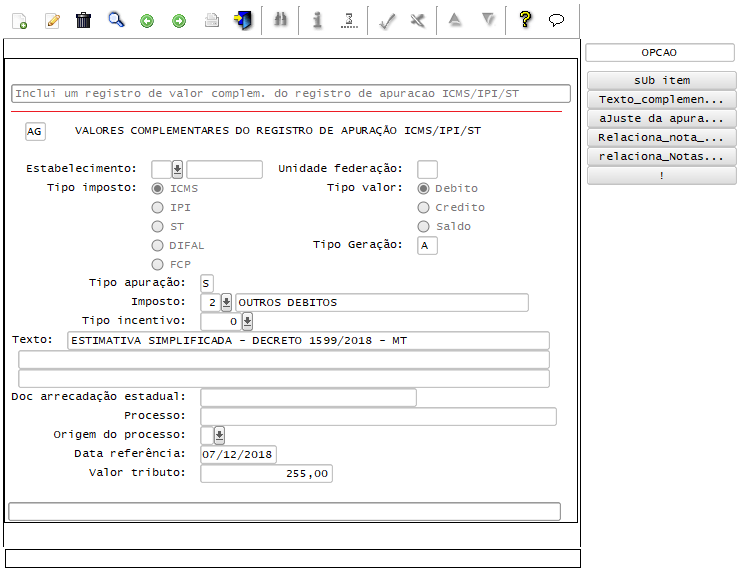 OPCAO
sUb item
Inclui um registro de valor complem. do registro de apuracao ICMS/IPI/ST
Texto_complemen...
aJuste da apura...
AG VALORES COMPLEMENTARES DO REGISTRO DE APURAÇÃO ICMS/IPI/ST
Relaciona_nota_...
relaciona_Notas...
!
Estabelecimento: Unidade federação:
Tipo imposto: ICMS Tipo valor: Debito
IPI Credito
ST Saldo
DIFAL Tipo Geração: A
FCP
Tipo apuração: S
Imposto: 2 OUTROS DEBITOS
Tipo incentivo: 0
Texto: ESTIMATIVA SIMPLIFICADA - DECRETO 1599/2018 - MT
Doc arrecadação estadual:
Processo:
Origem do processo:
Data referência: 07/12/2018
Valor tributo: 255,00